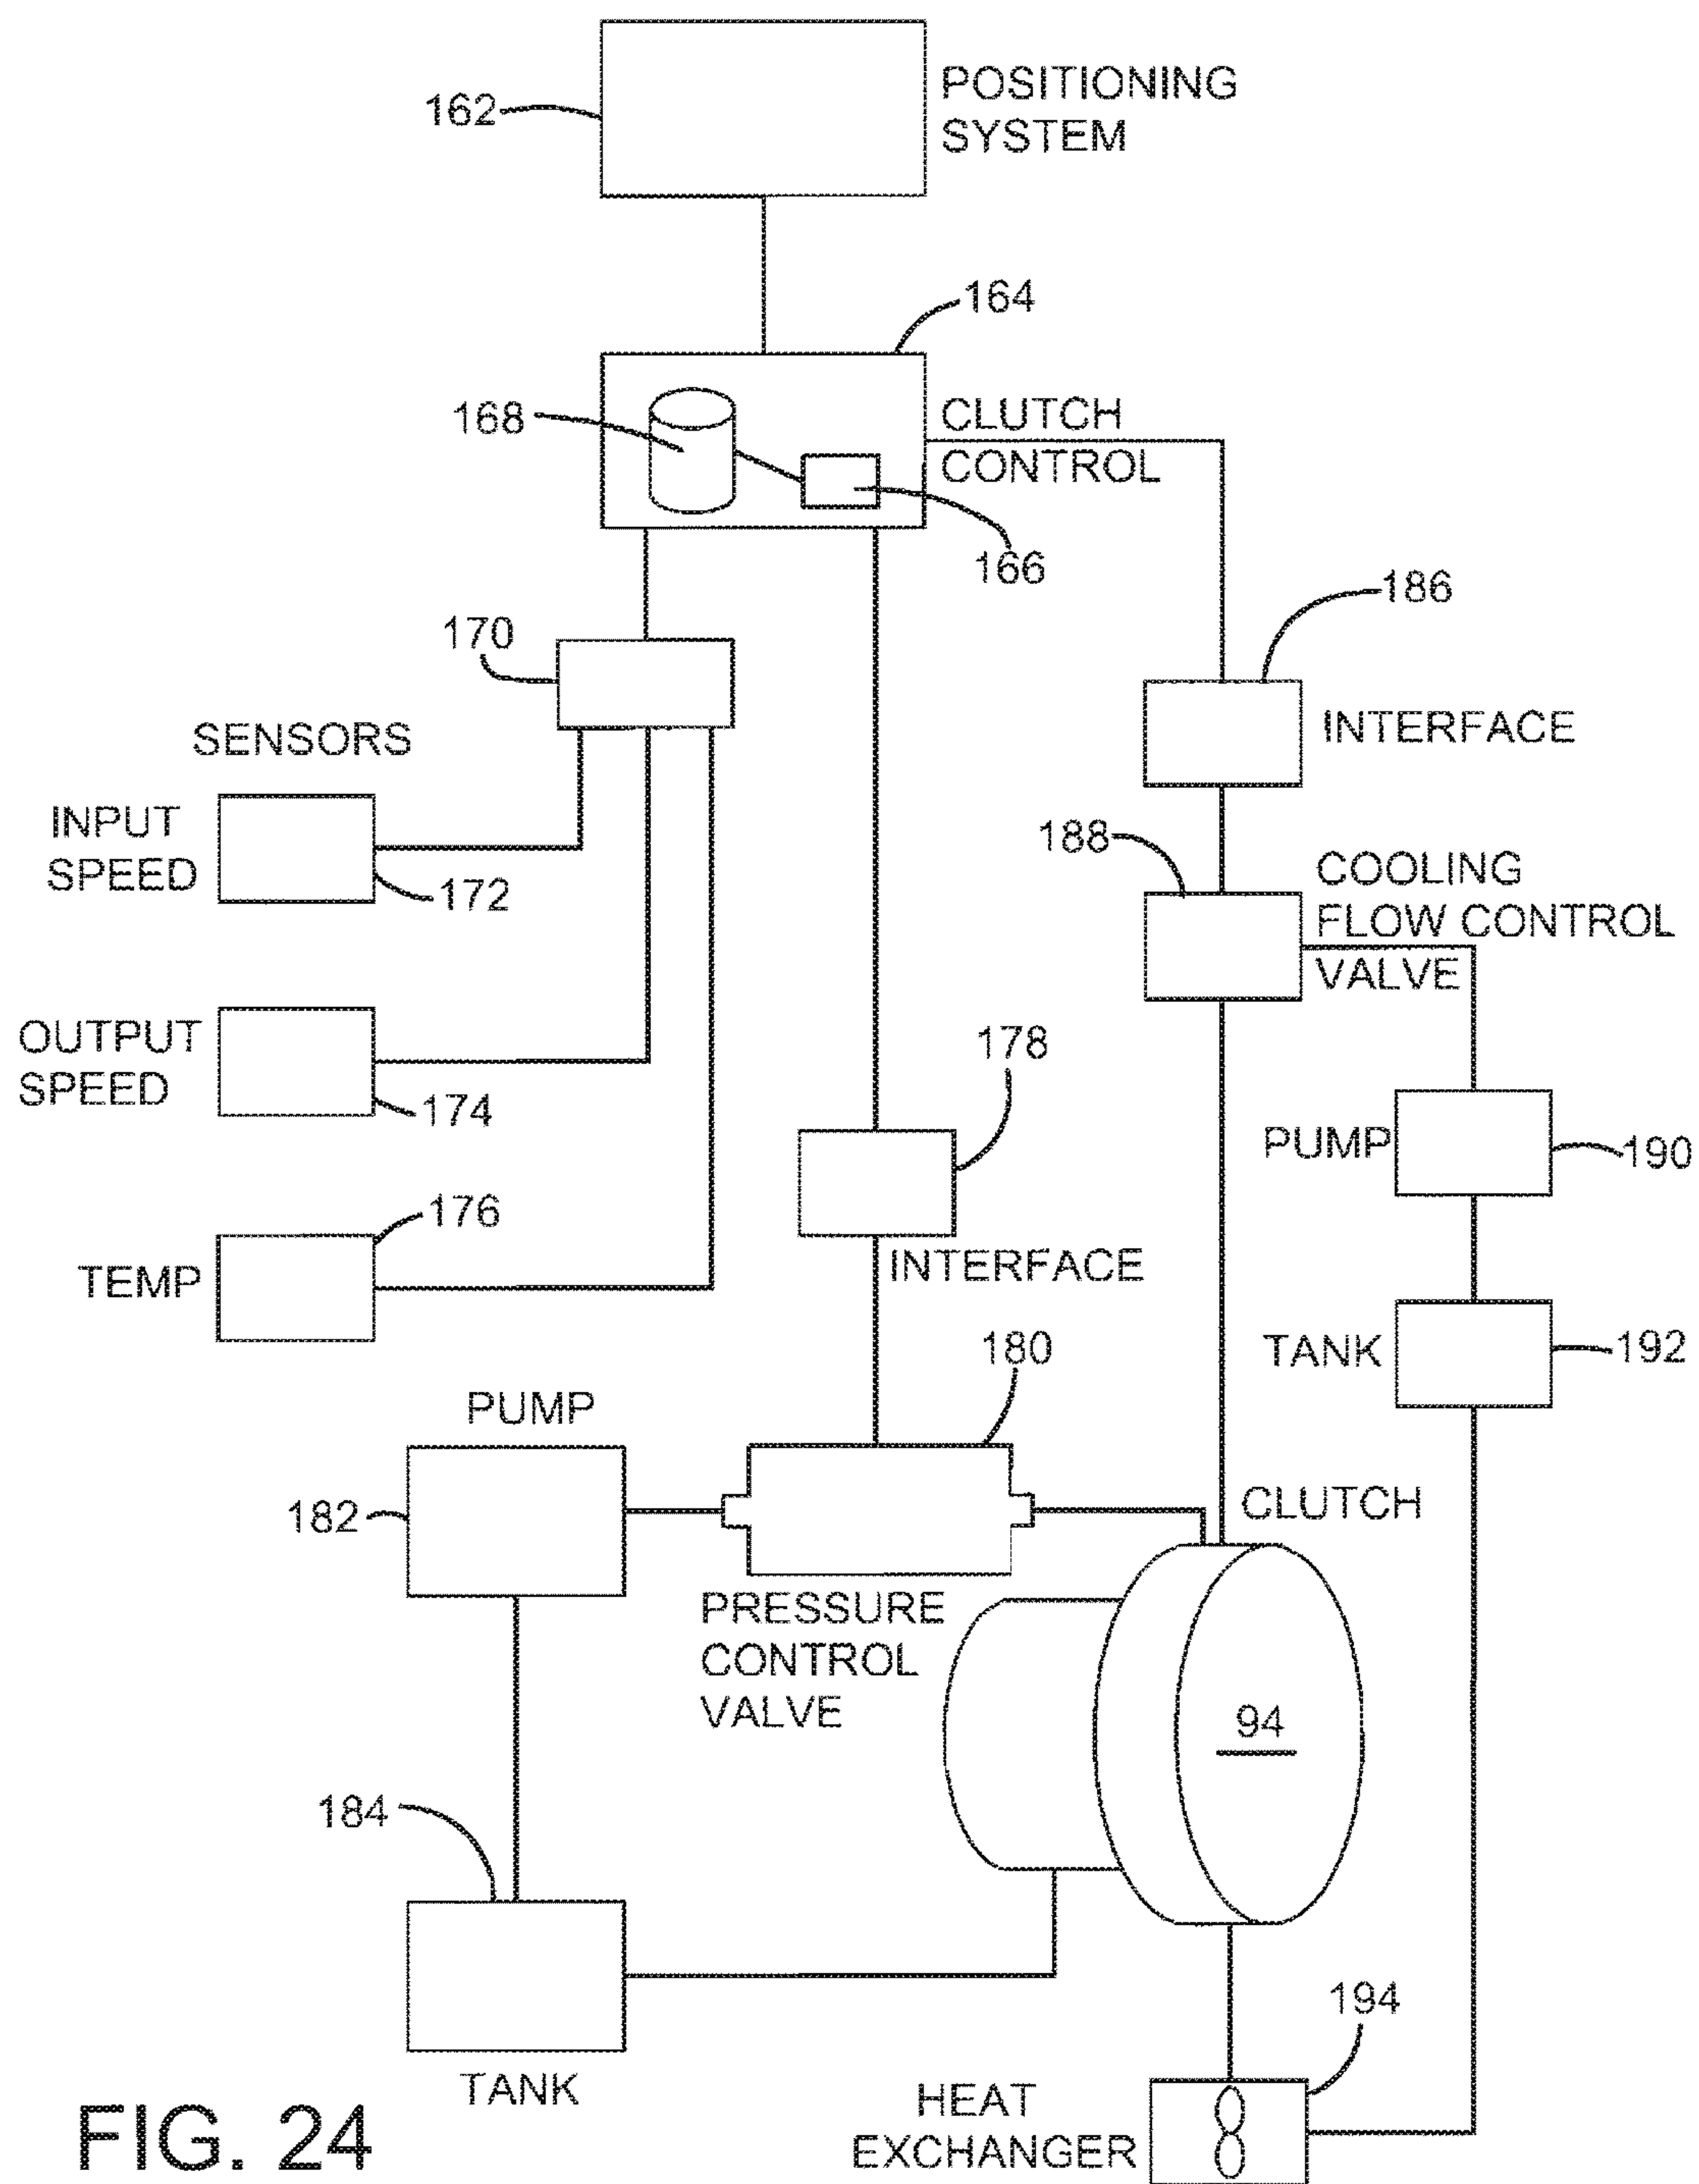 162
POSITIONING
SYSTEM
164
168
CLUTCH
CONTROL
166
186
170
INTERFACE
SENSORS
INPUT
SPEED
172
188
COOLING
FLOW CONTROL
VALVE
OUTPUT
SPEED
174
178
PUMP
190
176
TEMP
INTERFACE
180
TANK
192
PUMP
182
CLUTCH
PRESSURE
CONTROL
VALVE
94
184
TANK
194
HEAT
EXCHANGER
FIG. 24